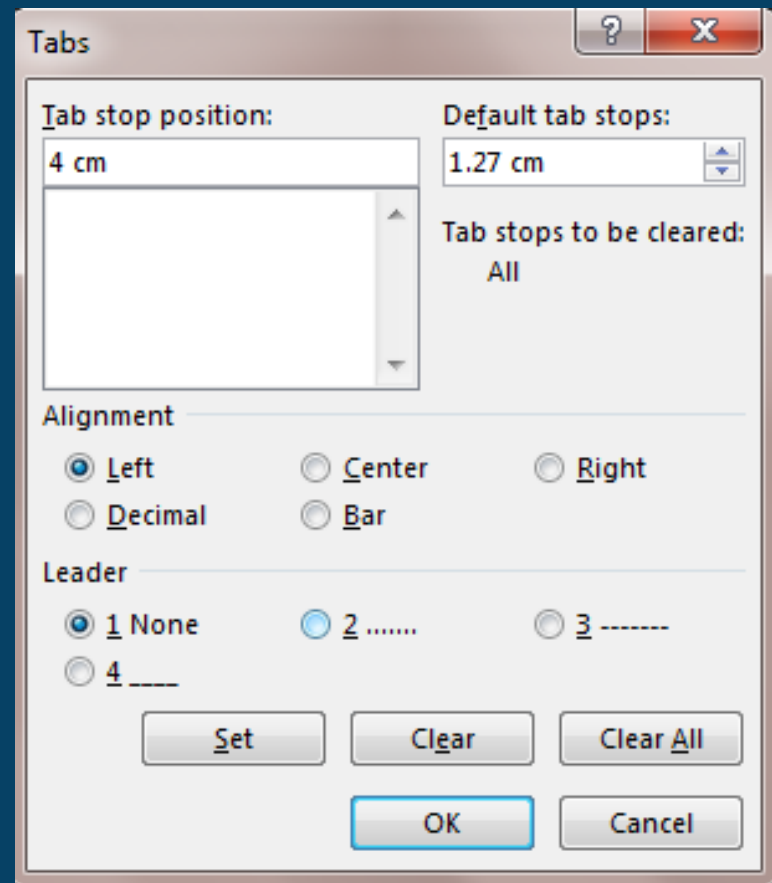 Tabs
Tab stop position:
Default tab stops:
4 cm
1.27 cm
Tab stops to be cleared:
All
Alignment
Left
Center
Right
Decimal
Bar
Leader
1 None
2 .......
3 -------
4 ____
Set
Clear
Clear All
OK
Cancel